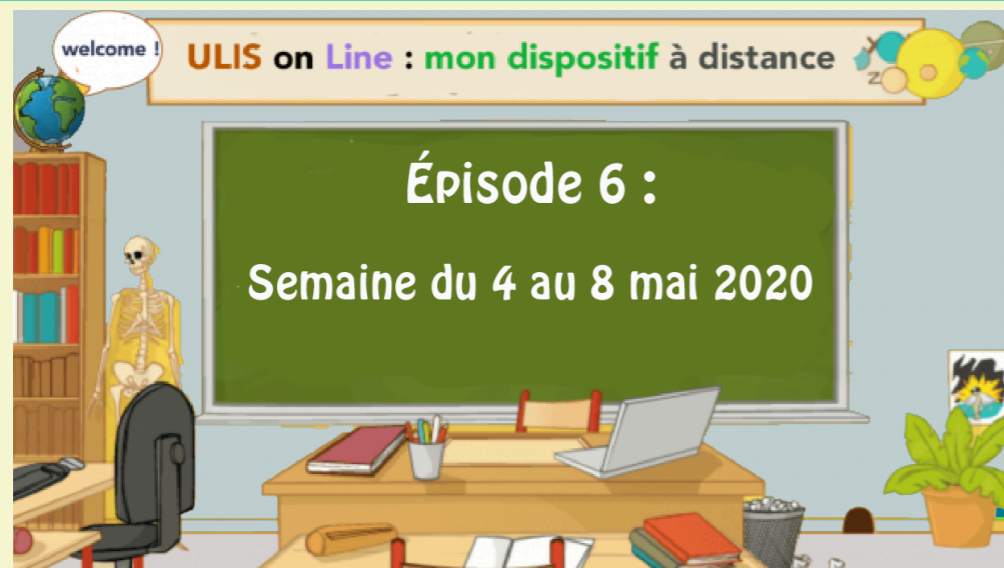 welcome !
ULIS on Line : mon dispositif à distance
Épisode 6 :
Semaine du 4 au 8 mai 2020
X
Z